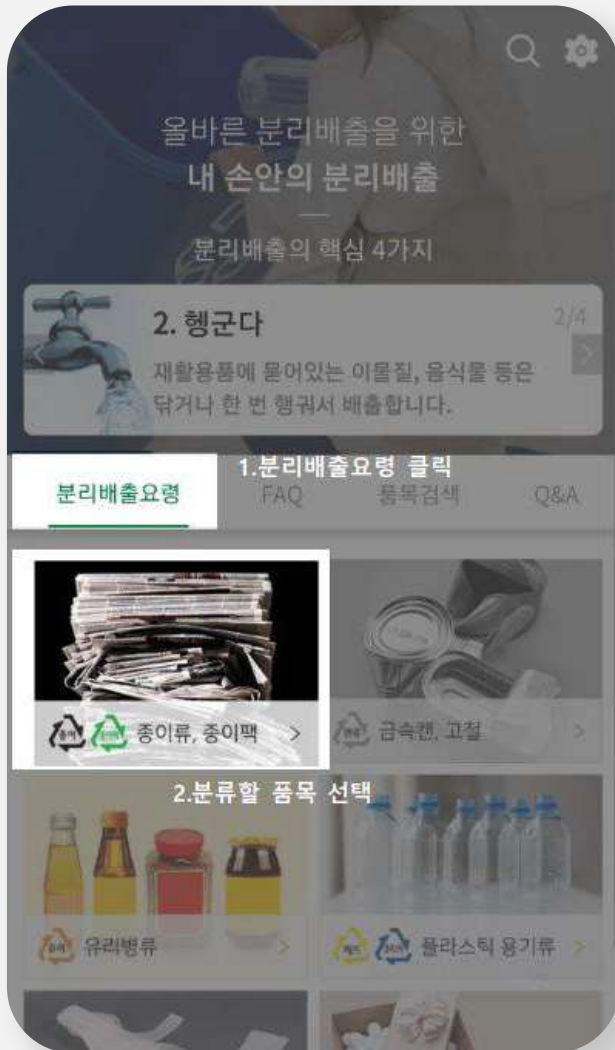 올바른 분리배출을 위한
내 손안의 분리배출
분리배출의 핵심 4가지
2. 헹군다
2/4
재활용품에 묻어있는 이물질, 음식물 등은
닦거나 한 번 헹궈서 배출합니다.
1.분리배출요령 클릭
분리배출요령
FAQ
품목검색
Q&A
종이류, 종이팩
금속캔, 고철
2.분류할 품목 선택
유리병류
플라스틱 용기류